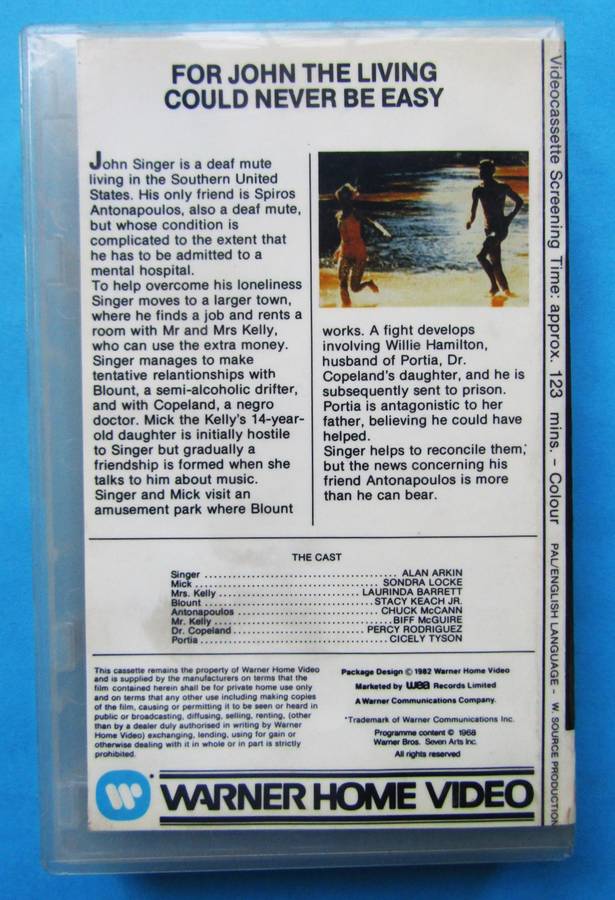 FOR JOHN THE LIVING
COULD NEVER BE EASY
John Singer is a deaf mute
living in the Southern United
States. His only friend is Spiros
Antonapoulos, also a deaf mute,
but whose condition is
complicated to the extent that
he has to be admitted to a
mental hospital.
To help overcome his loneliness
Singer moves to a larger town,
where he finds a job and rents a
room with Mr and Mrs Kelly,
who can use the extra money.
Singer manages to make
tentative relantionships with
Blount, a semi-alcoholic drifter,
and with Copeland, a negro
doctor. Mick the Kelly's 14-year-
old daughter is initially hostile
to Singer but gradually a
friendship is formed when she
talks to him about music.
Singer and Mick visit an
amusement park where Blount
works. A fight develops
involving Willie Hamilton,
husband of Portia, Dr.
Copeland's daughter, and he is
subsequently sent to prison.
Portia is antagonistic to her
father, believing he could have
helped.
Singer helps to reconcile them;
but the news concerning his
friend Antonapoulos is more
than he can bear.
THE CAST
Singer ........ ALAN ARKIN
Mick ........ SONDRA LOCKE
Mrs. Kelly ........ LAURINDA BARRETT
Blount ........ STACY KEACH JR.
Antonapoulos ........ CHUCK McCANN
Mr. Kelly ........ BIFF McGUIRE
Dr. Copeland ........ PERCY RODRIGUEZ
Portia ........ CICELY TYSON
This cassette remains the property of Warner Home Video
and is supplied by the manufacturers on terms that the
film contained herein shall be for private home use only
and on terms that any other use including making copies
of the film, causing or permitting it to be seen or heard in
public or broadcasting, diffusing, selling, renting, (other
than by a dealer duly authorised in writing by Warner
Home Video) exchanging, lending, using for gain or
otherwise dealing with it in whole or in part is strictly
prohibited.
Package Design © 1982 Warner Home Video
Marketed by wea Records Limited
A Warner Communications Company.
*Trademark of Warner Communications Inc.
Programme content © 1968
Warner Bros. Seven Arts Inc.
All rights reserved
WARNER HOME VIDEO
Videocassette Screening Time: approx. 123 mins. - Colour PAL/ENGLISH LANGUAGE - W. SOURCE PRODUCTION